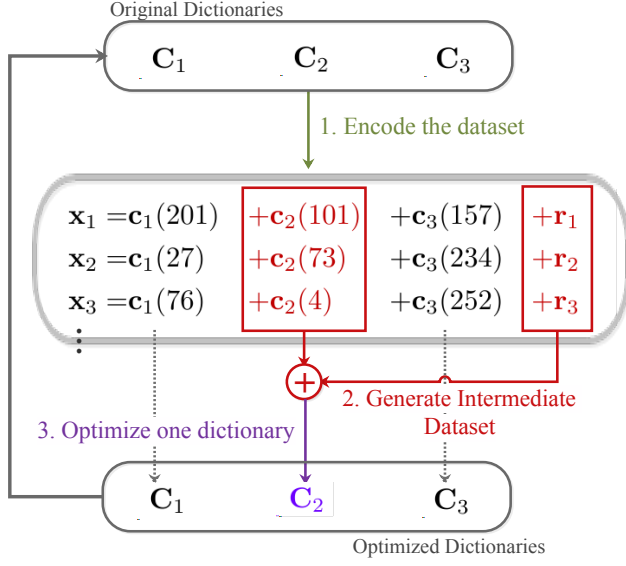 Original Dictionaries
C₁ C₂ C₃
1. Encode the dataset
x₁ =c₁(201) +c₂(101) +c₃(157) +r₁
x₂ =c₁(27) +c₂(73) +c₃(234) +r₂
x₃ =c₁(76) +c₂(4) +c₃(252) +r₃
⋮
+
2. Generate Intermediate
Dataset
3. Optimize one dictionary
C₁ C₂ C₃
Optimized Dictionaries